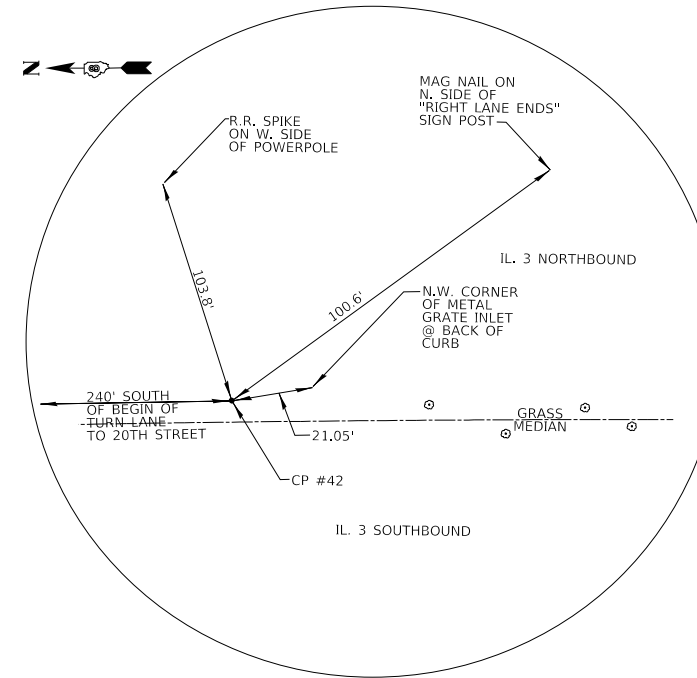 N
MAG NAIL ON
N. SIDE OF
"RIGHT LANE ENDS"
SIGN POST
R.R. SPIKE
ON W. SIDE
OF POWERPOLE
IL. 3 NORTHBOUND
103.8'
100.6'
N.W. CORNER
OF METAL
GRATE INLET
@ BACK OF
CURB
240' SOUTH
OF BEGIN OF
TURN LANE
TO 20TH STREET
GRASS
MEDIAN
21.05'
CP #42
IL. 3 SOUTHBOUND